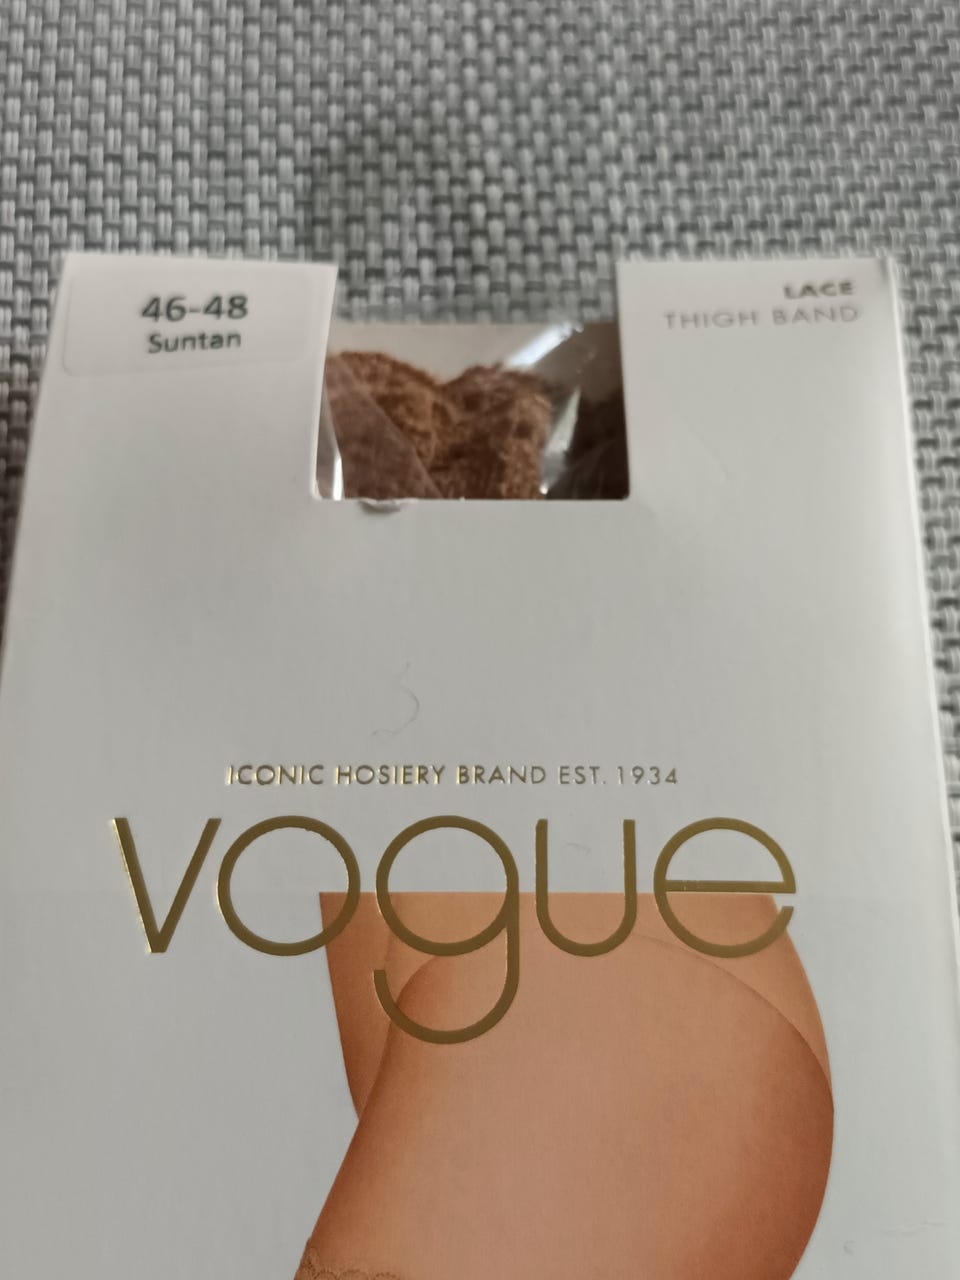 46-48
Suntan
LACE
THIGH BAND
ICONIC HOSIERY BRAND EST. 1934
vogue